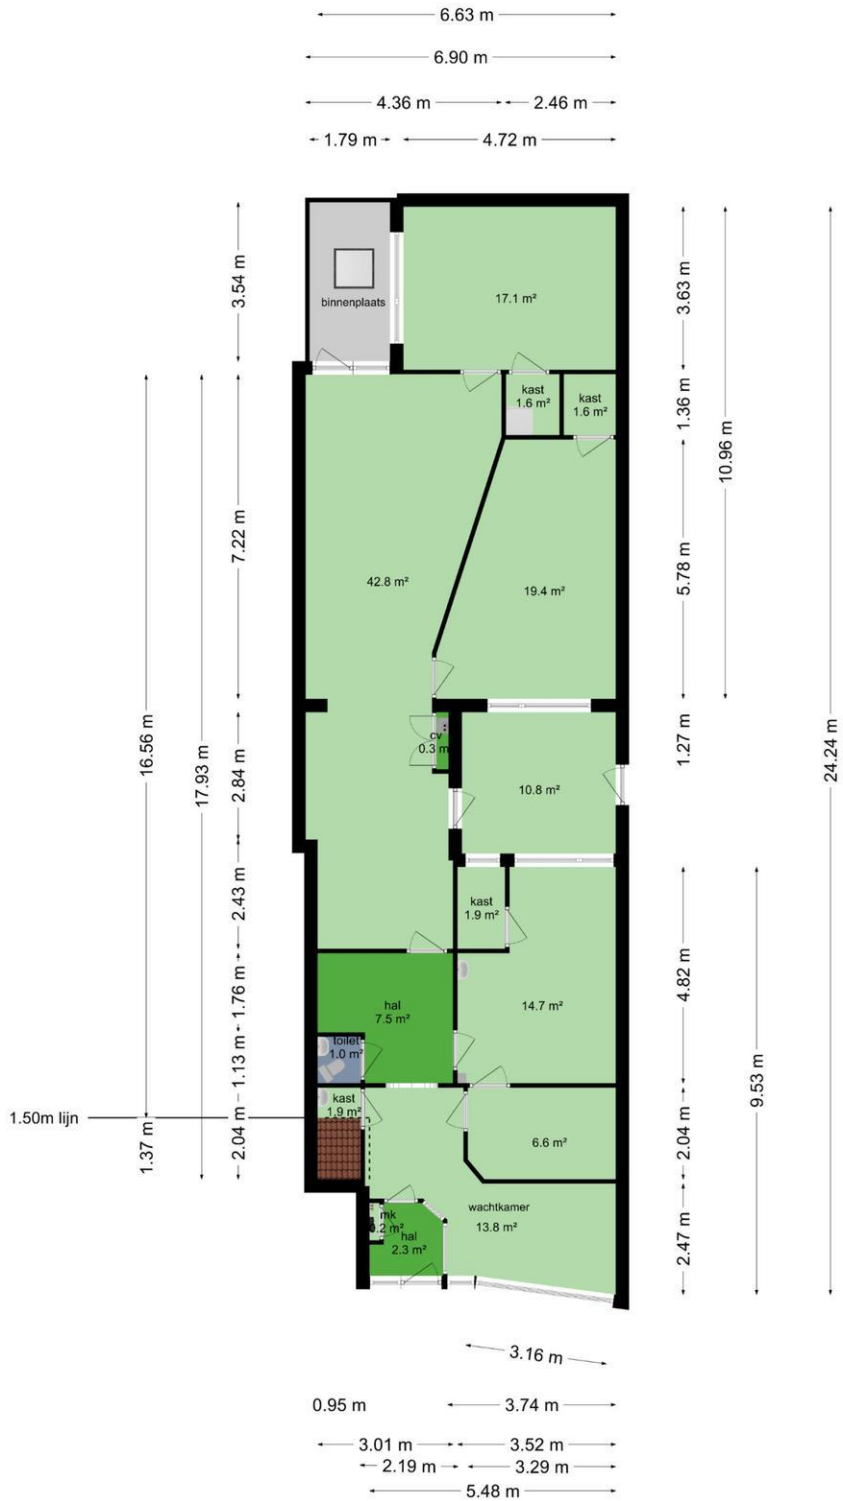 6.63 m
6.90 m
4.36 m
2.46 m
1.79 m
4.72 m
3.54 m
3.63 m
binnenplaats
17.1 m²
kast
1.6 m²
kast
1.6 m²
1.36 m
10.96 m
7.22 m
42.8 m²
19.4 m²
5.78 m
16.56 m
17.93 m
24.24 m
cv
0.3 m
1.27 m
2.84 m
10.8 m²
2.43 m
kast
1.9 m²
4.82 m
1.76 m
hal
7.5 m²
14.7 m²
toilet
1.0 m²
1.13 m
9.53 m
kast
1.9 m²
1.50m lijn
1.37 m
2.04 m
6.6 m²
2.04 m
wachtkamer
13.8 m²
mk
0.2 m²
hal
2.3 m²
2.47 m
3.16 m
0.95 m
3.74 m
3.01 m
3.52 m
2.19 m
3.29 m
5.48 m